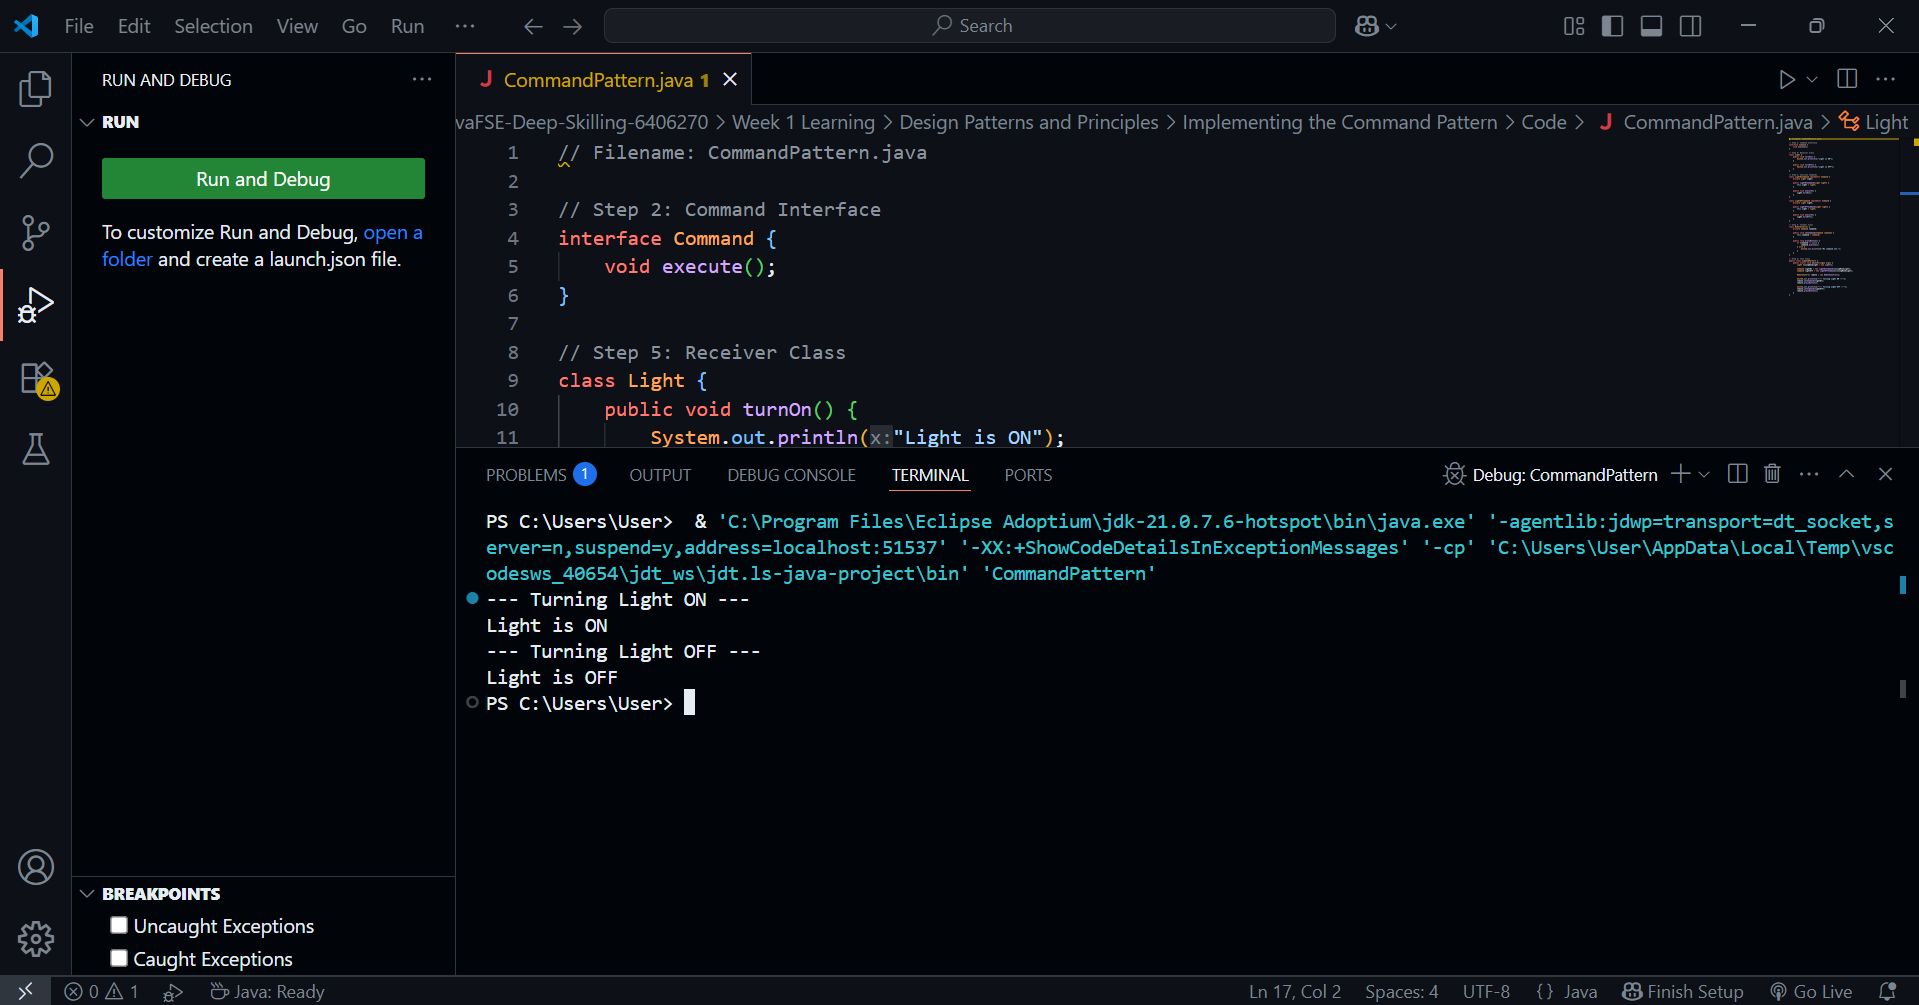 File Edit Selection View Go Run ··· Search
RUN AND DEBUG ···
RUN
Run and Debug
To customize Run and Debug, open a
folder and create a launch.json file.
BREAKPOINTS
Uncaught Exceptions
Caught Exceptions
J CommandPattern.java 1
vaFSE-Deep-Skilling-6406270 > Week 1 Learning > Design Patterns and Principles > Implementing the Command Pattern > Code > J CommandPattern.java > Light
1 // Filename: CommandPattern.java
2
3 // Step 2: Command Interface
4 interface Command {
5 void execute();
6 }
7
8 // Step 5: Receiver Class
9 class Light {
10 public void turnOn() {
11 System.out.println(x:"Light is ON");
PROBLEMS 1 OUTPUT DEBUG CONSOLE TERMINAL PORTS Debug: CommandPattern
PS C:\Users\User>  & 'C:\Program Files\Eclipse Adoptium\jdk-21.0.7.6-hotspot\bin\java.exe' '-agentlib:jdwp=transport=dt_socket,s
erver=n,suspend=y,address=localhost:51537' '-XX:+ShowCodeDetailsInExceptionMessages' '-cp' 'C:\Users\User\AppData\Local\Temp\vsc
odesws_40654\jdt_ws\jdt.ls-java-project\bin' 'CommandPattern'
--- Turning Light ON ---
Light is ON
--- Turning Light OFF ---
Light is OFF
PS C:\Users\User>
0 1 Java: Ready Ln 17, Col 2 Spaces: 4 UTF-8 {} Java Finish Setup Go Live